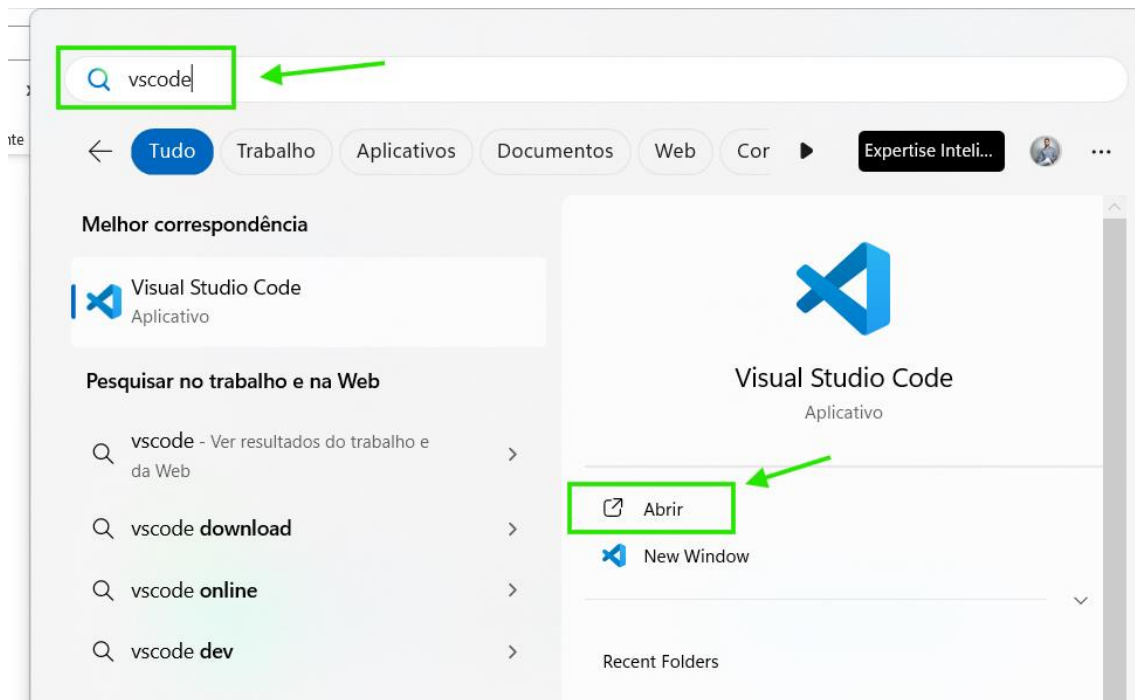 vscode
nte
Tudo
Trabalho
Aplicativos
Documentos
Web
Cor
Expertise Inteli...
Melhor correspondência
Visual Studio Code
Aplicativo
Pesquisar no trabalho e na Web
vscode - Ver resultados do trabalho e
da Web
vscode download
vscode online
vscode dev
Visual Studio Code
Aplicativo
Abrir
New Window
Recent Folders